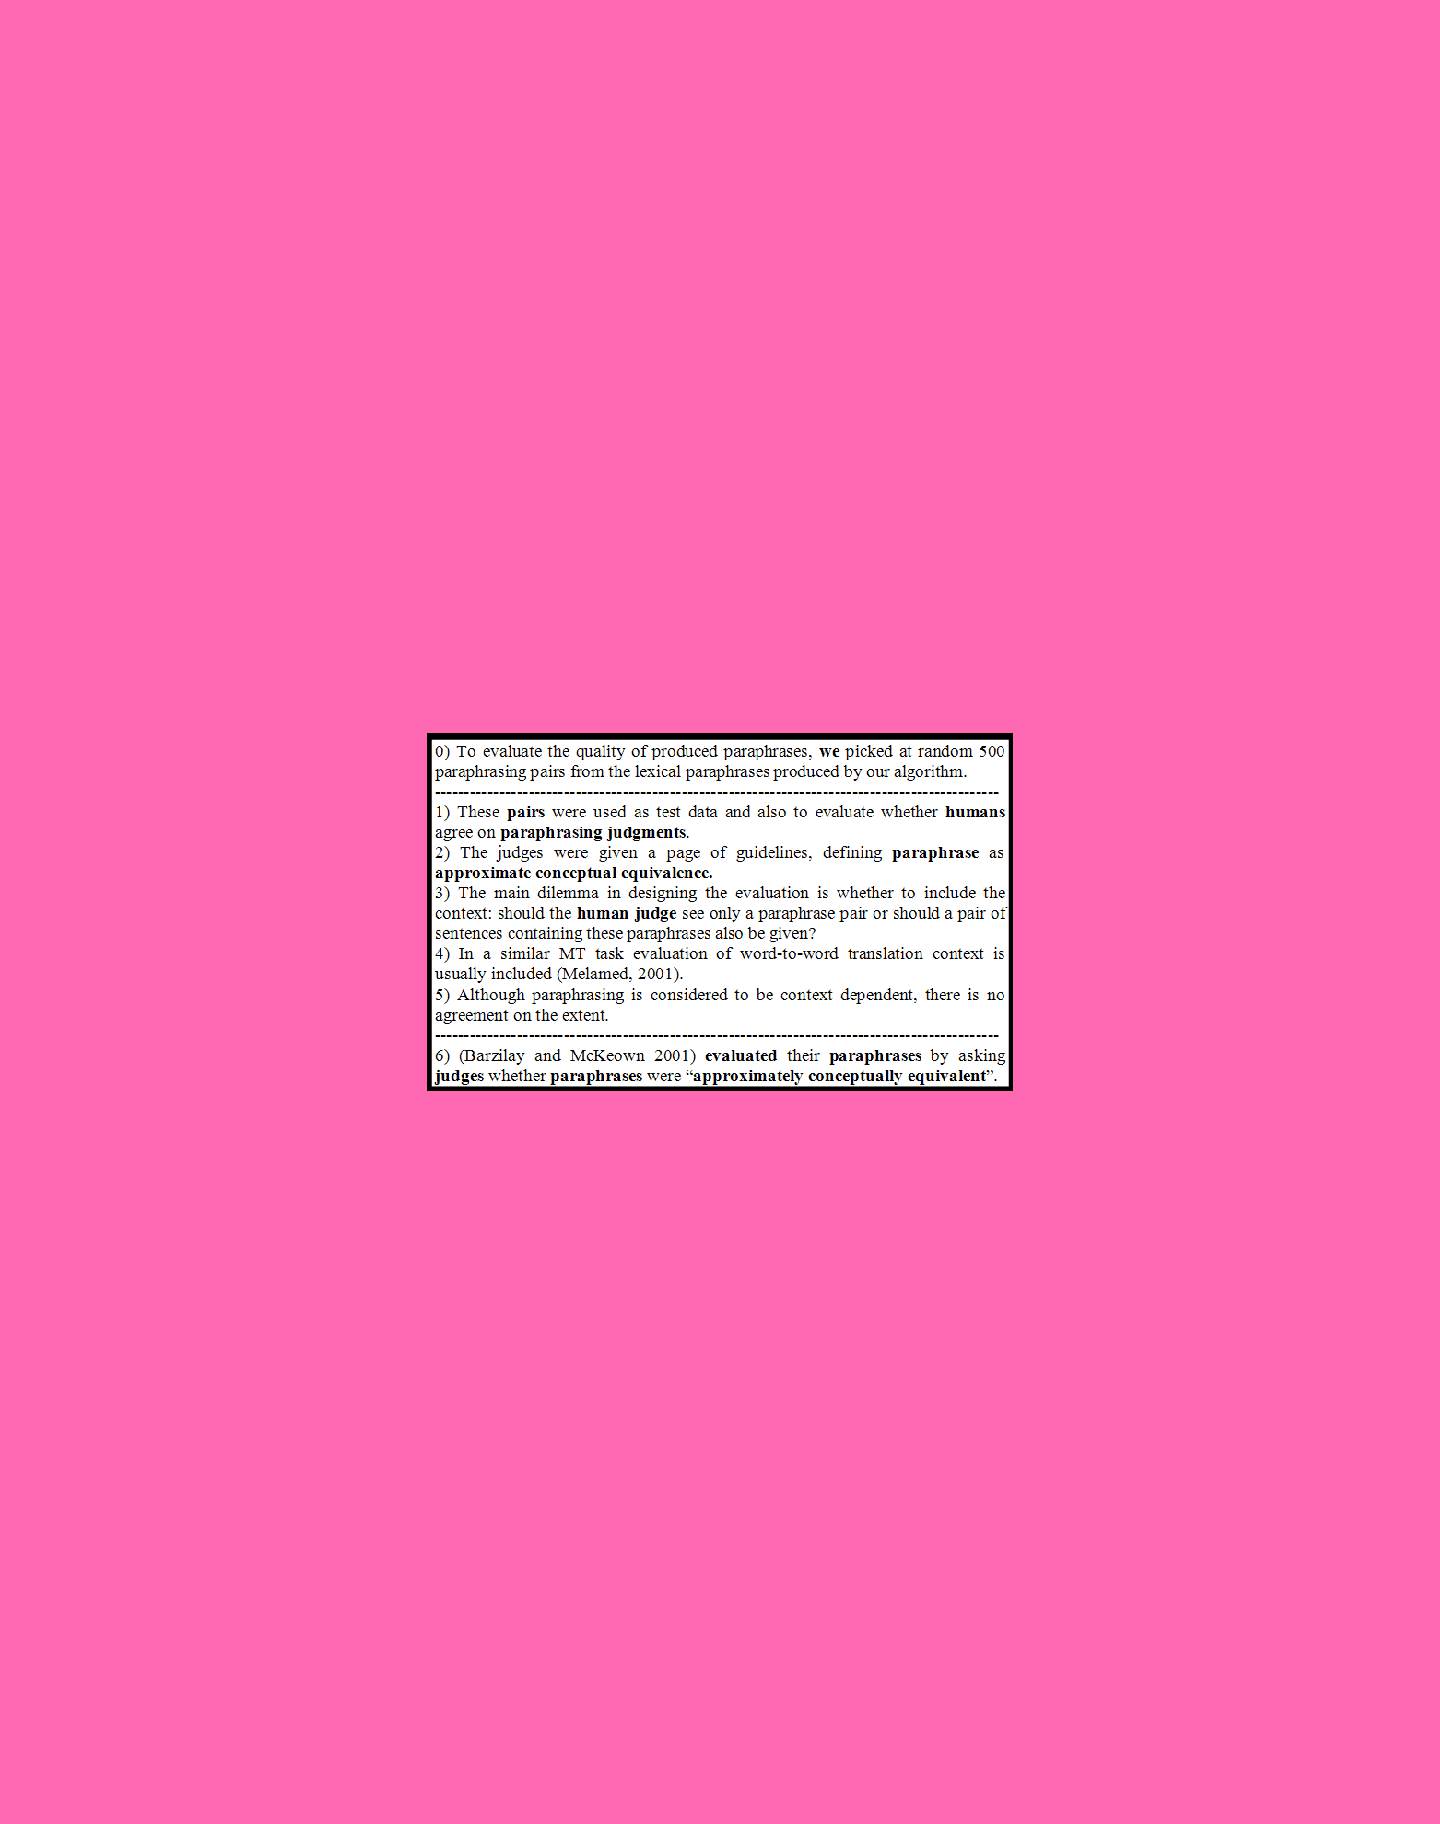 0) To evaluate the quality of produced paraphrases, we picked at random 500
paraphrasing pairs from the lexical paraphrases produced by our algorithm.
------------------------------------------------------------------------------------------------
1) These pairs were used as test data and also to evaluate whether humans
agree on paraphrasing judgments.
2) The judges were given a page of guidelines, defining paraphrase as
approximate conceptual equivalence.
3) The main dilemma in designing the evaluation is whether to include the
context: should the human judge see only a paraphrase pair or should a pair of
sentences containing these paraphrases also be given?
4) In a similar MT task evaluation of word-to-word translation context is
usually included (Melamed, 2001).
5) Although paraphrasing is considered to be context dependent, there is no
agreement on the extent.
------------------------------------------------------------------------------------------------
6) (Barzilay and McKeown 2001) evaluated their paraphrases by asking
judges whether paraphrases were “approximately conceptually equivalent”.